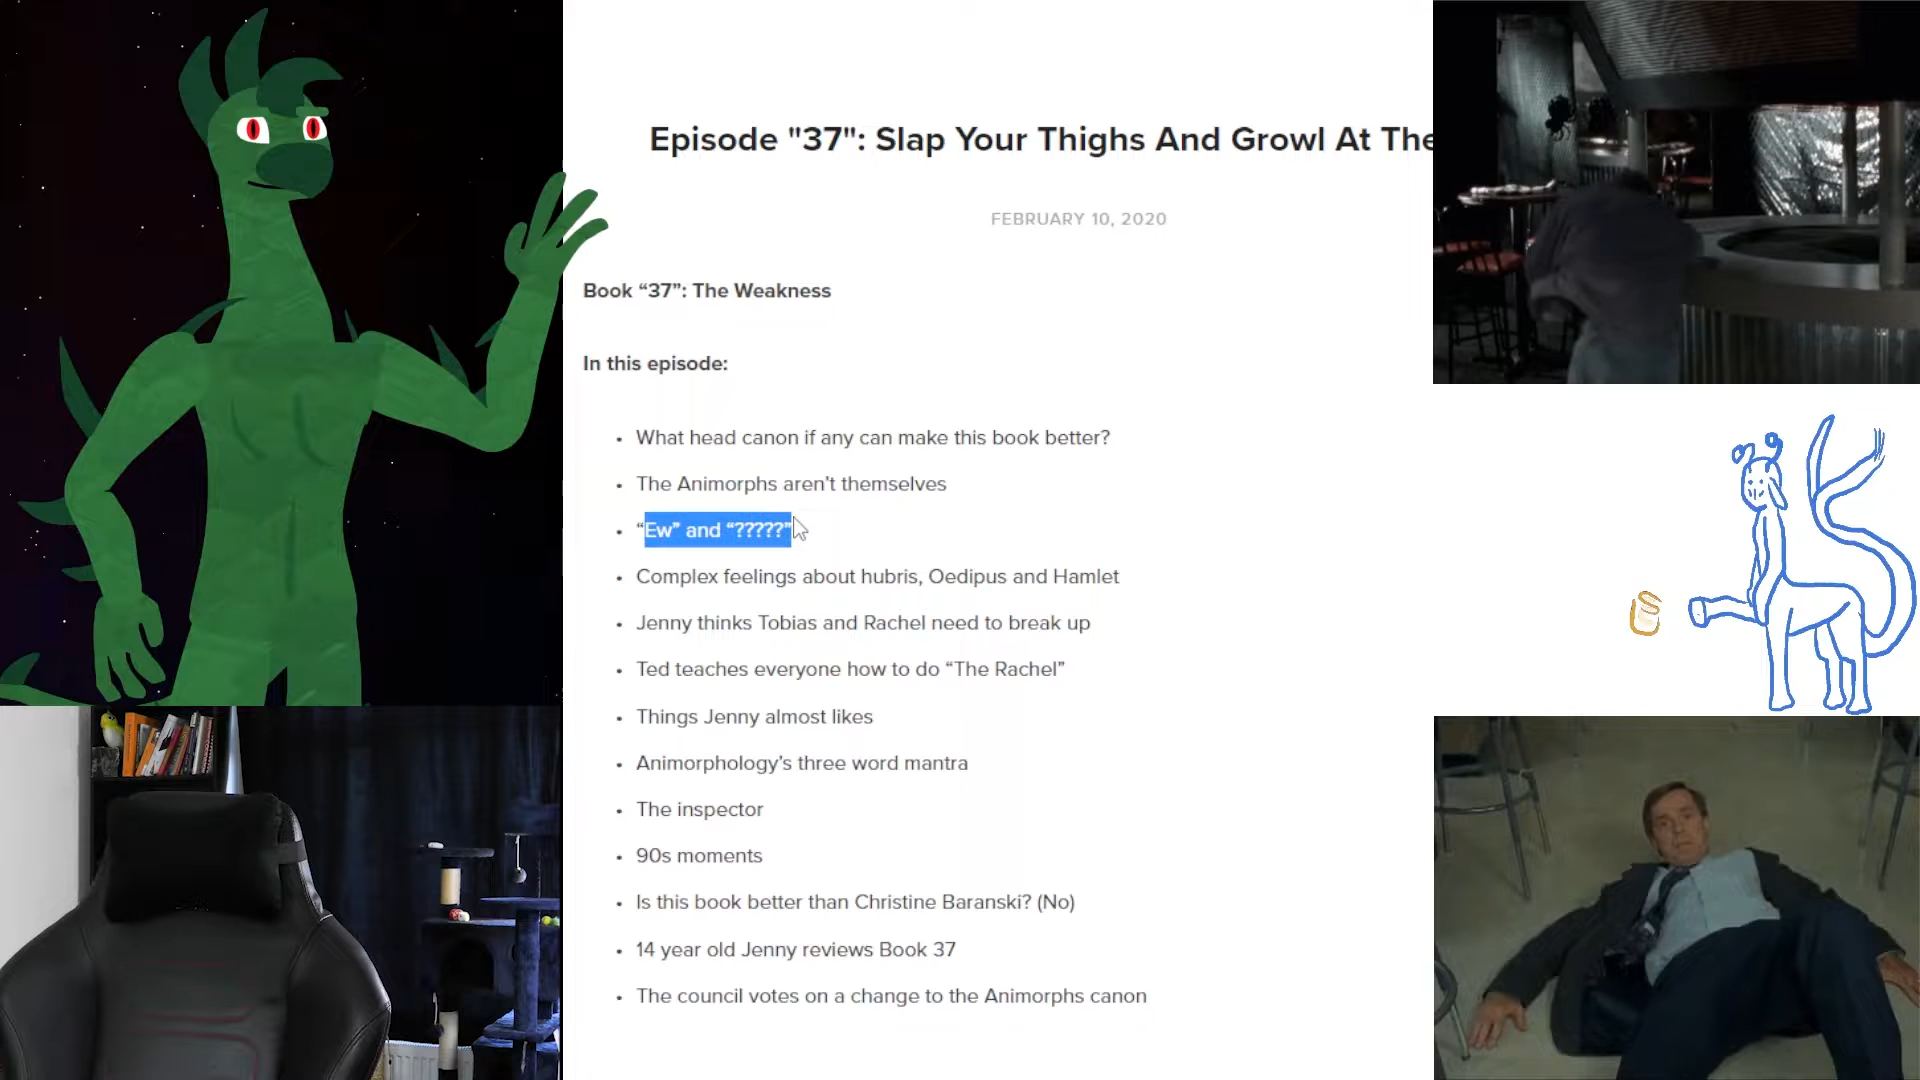 Episode "37": Slap Your Thighs And Growl At The
FEBRUARY 10, 2020
Book “37”: The Weakness
In this episode:
• What head canon if any can make this book better?
• The Animorphs aren’t themselves
• “Ew” and “?????”
• Complex feelings about hubris, Oedipus and Hamlet
• Jenny thinks Tobias and Rachel need to break up
• Ted teaches everyone how to do “The Rachel”
• Things Jenny almost likes
• Animorphology’s three word mantra
• The inspector
• 90s moments
• Is this book better than Christine Baranski? (No)
• 14 year old Jenny reviews Book 37
• The council votes on a change to the Animorphs canon